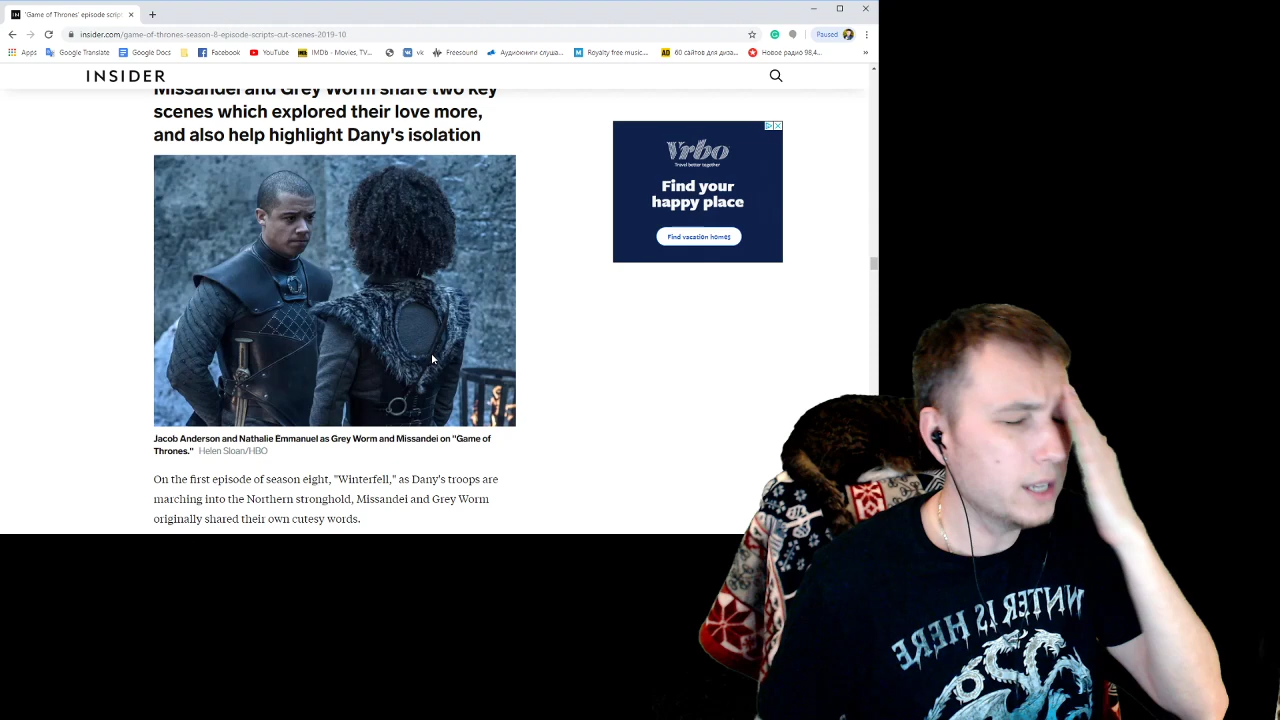 'Game of Thrones' episode scrip
insider.com/game-of-thrones-season-8-episode-scripts-cut-scenes-2019-10
Paused
Apps
Google Translate
Google Docs
Facebook
YouTube
IMDb - Movies, TV...
vk
Freesound
Аудиокниги слуша...
Royalty free music...
60 сайтов для диза...
Новое радио 98,4...
INSIDER
Missandei and Grey Worm share two key
scenes which explored their love more,
and also help highlight Dany's isolation
Vrbo
Travel better together
Find your
happy place
Find vacation homes
Jacob Anderson and Nathalie Emmanuel as Grey Worm and Missandei on "Game of
Thrones." Helen Sloan/HBO
On the first episode of season eight, "Winterfell," as Dany's troops are
marching into the Northern stronghold, Missandei and Grey Worm
originally shared their own cutesy words.
WINTER IS HERE